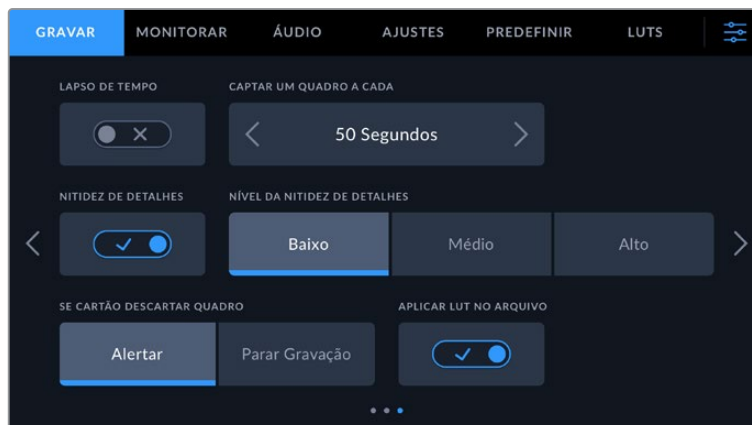 GRAVAR MONITORAR ÁUDIO AJUSTES PREDEFINIR LUTS
LAPSO DE TEMPO CAPTAR UM QUADRO A CADA
50 Segundos
NITIDEZ DE DETALHES NÍVEL DA NITIDEZ DE DETALHES
Baixo Médio Alto
SE CARTÃO DESCARTAR QUADRO APLICAR LUT NO ARQUIVO
Alertar Parar Gravação